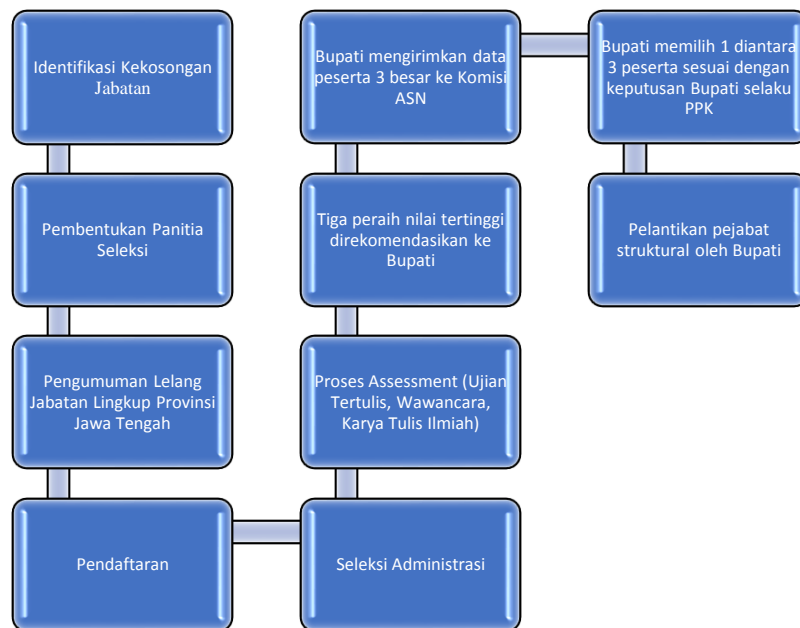 Identifikasi Kekosongan
Jabatan
Pembentukan Panitia
Seleksi
Pengumuman Lelang
Jabatan Lingkup Provinsi
Jawa Tengah
Pendaftaran
Seleksi Administrasi
Proses Assessment (Ujian
Tertulis, Wawancara,
Karya Tulis Ilmiah)
Tiga peraih nilai tertinggi
direkomendasikan ke
Bupati
Bupati mengirimkan data
peserta 3 besar ke Komisi
ASN
Bupati memilih 1 diantara
3 peserta sesuai dengan
keputusan Bupati selaku
PPK
Pelantikan pejabat
struktural oleh Bupati